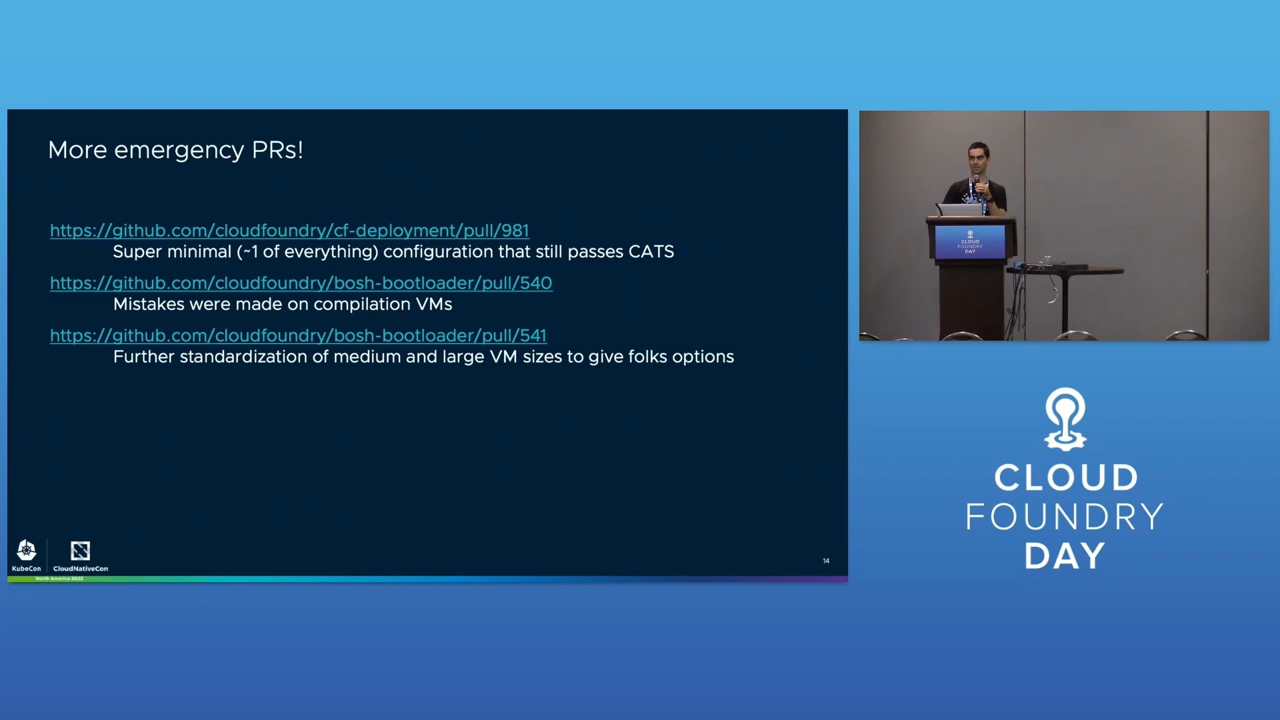 More emergency PRs!
https://github.com/cloudfoundry/cf-deployment/pull/981
Super minimal (~1 of everything) configuration that still passes CATS
https://github.com/cloudfoundry/bosh-bootloader/pull/540
Mistakes were made on compilation VMs
https://github.com/cloudfoundry/bosh-bootloader/pull/541
Further standardization of medium and large VM sizes to give folks options
KubeCon
CloudNativeCon
North America 2022
14
CLOUD
FOUNDRY
DAY
CLOUD
FOUNDRY
DAY